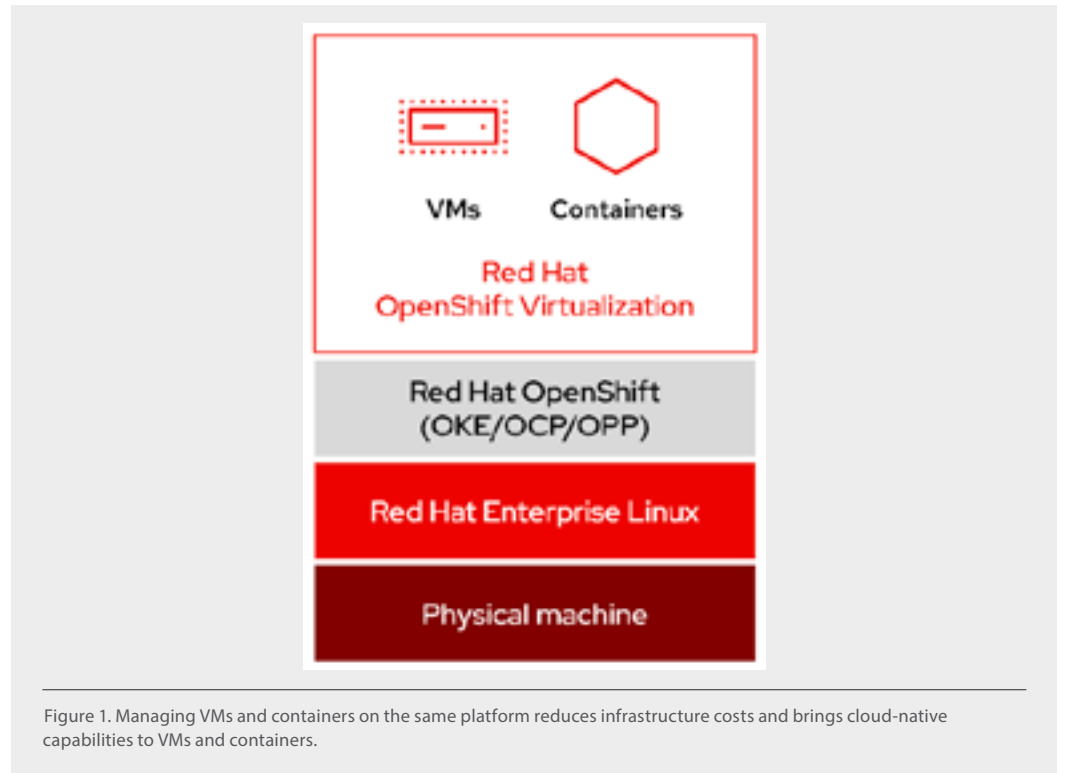 VMs
Containers
Red Hat
OpenShift Virtualization
Red Hat OpenShift
(OKE/OCP/OPP)
Red Hat Enterprise Linux
Physical machine
Figure 1. Managing VMs and containers on the same platform reduces infrastructure costs and brings cloud-native
capabilities to VMs and containers.